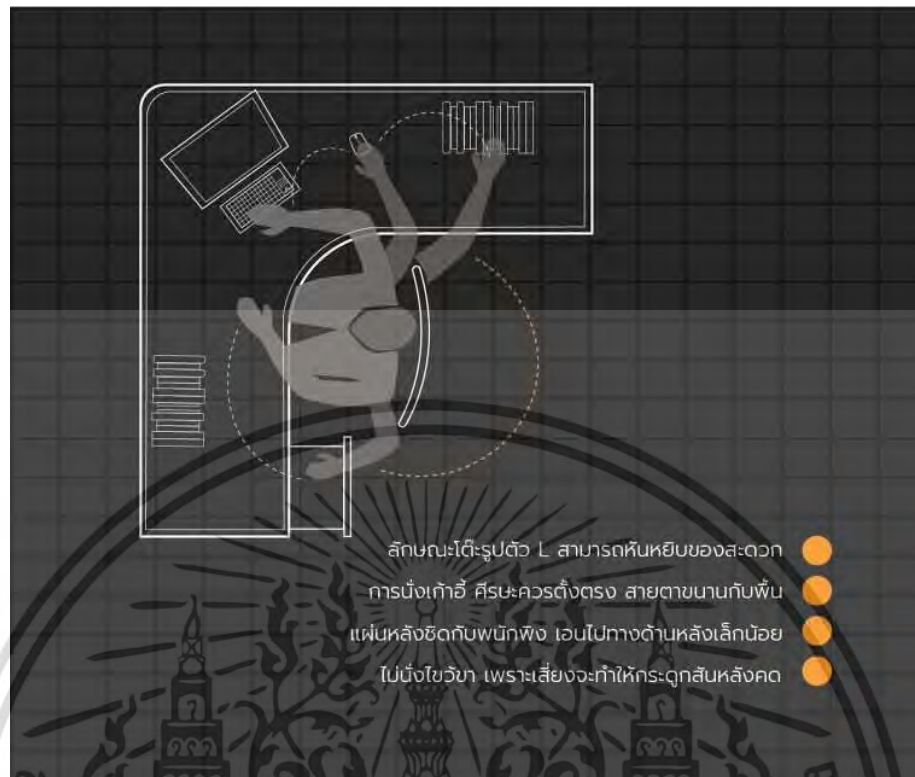 ลักษณะโต๊ะรูปตัว L สามารถหันหยิบของสะดวก
การนั่งเก้าอี้ ศีรษะควรตั้งตรง สายตาขนานกับพื้น
แผ่นหลังชิดกับพนักพิง เอนไปทางด้านหลังเล็กน้อย
ไม่นั่งไขว้ขา เพราะเสี่ยงจะทำให้กระดูกสันหลังคด